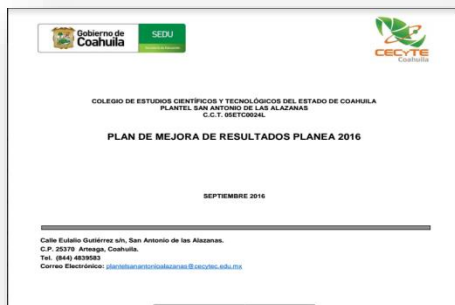 Gobierno de
Coahuila
SEDU
CECYTE
Coahuila
COLEGIO DE ESTUDIOS CIENTÍFICOS Y TECNOLÓGICOS DEL ESTADO DE COAHUILA
PLANTEL SAN ANTONIO DE LAS ALAZANAS
C.C.T. 05ETC0024L
PLAN DE MEJORA DE RESULTADOS PLANEA 2016
SEPTIEMBRE 2016
Calle Eulalio Gutiérrez s/n, San Antonio de las Alazanas.
C.P. 25370 Arteaga, Coahuila.
Tel. (844) 4839583
Correo Electrónico: plantelsanantonioalazanas@cecytec.edu.mx